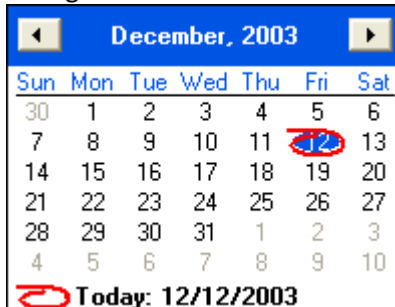 December, 2003
Sun Mon Tue Wed Thu Fri Sat
30 1 2 3 4 5 6
7 8 9 10 11 12 13
14 15 16 17 18 19 20
21 22 23 24 25 26 27
28 29 30 31 1 2 3
4 5 6 7 8 9 10
Today: 12/12/2003